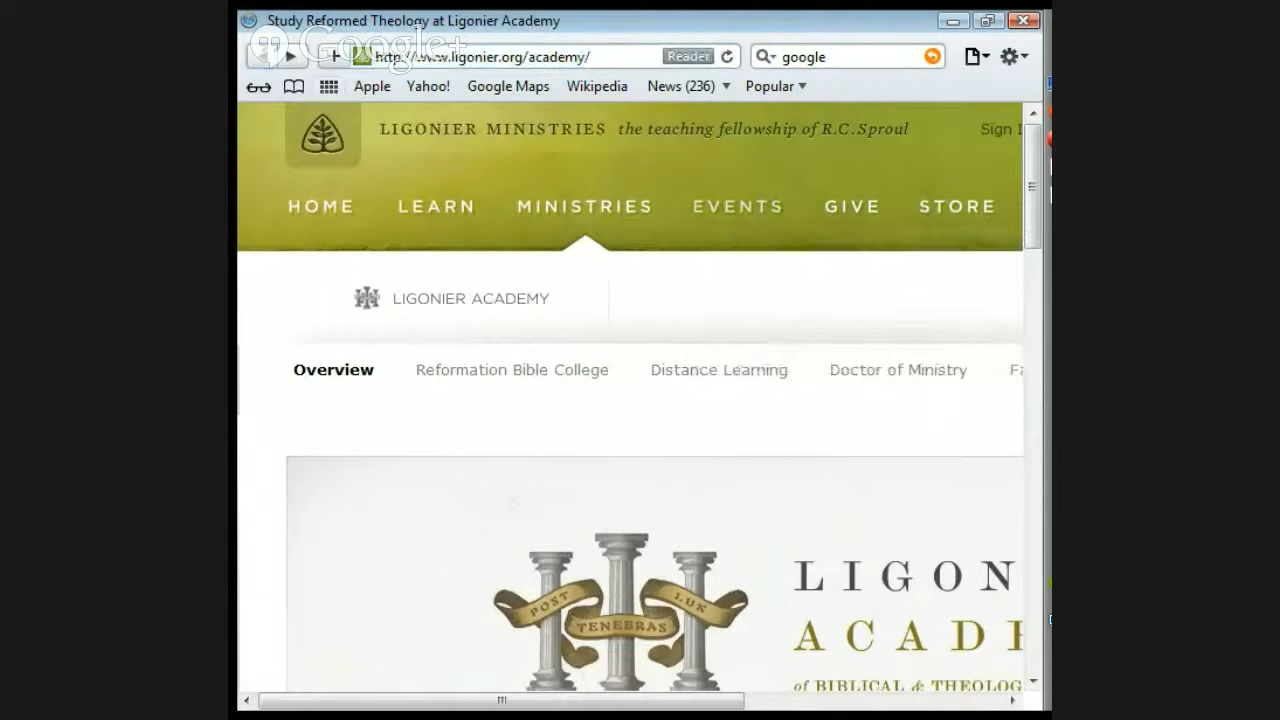 Study Reformed Theology at Ligonier Academy
Google+
http://www.ligonier.org/academy/ Reader google
Apple Yahoo! Google Maps Wikipedia News (236) Popular
LIGONIER MINISTRIES the teaching fellowship of R.C. Sproul Sign I
HOME LEARN MINISTRIES EVENTS GIVE STORE
LIGONIER ACADEMY
Overview Reformation Bible College Distance Learning Doctor of Ministry Fa
POST TENEBRAS LUX
LIGON
ACADE
of BIBLICAL & THEOLOG